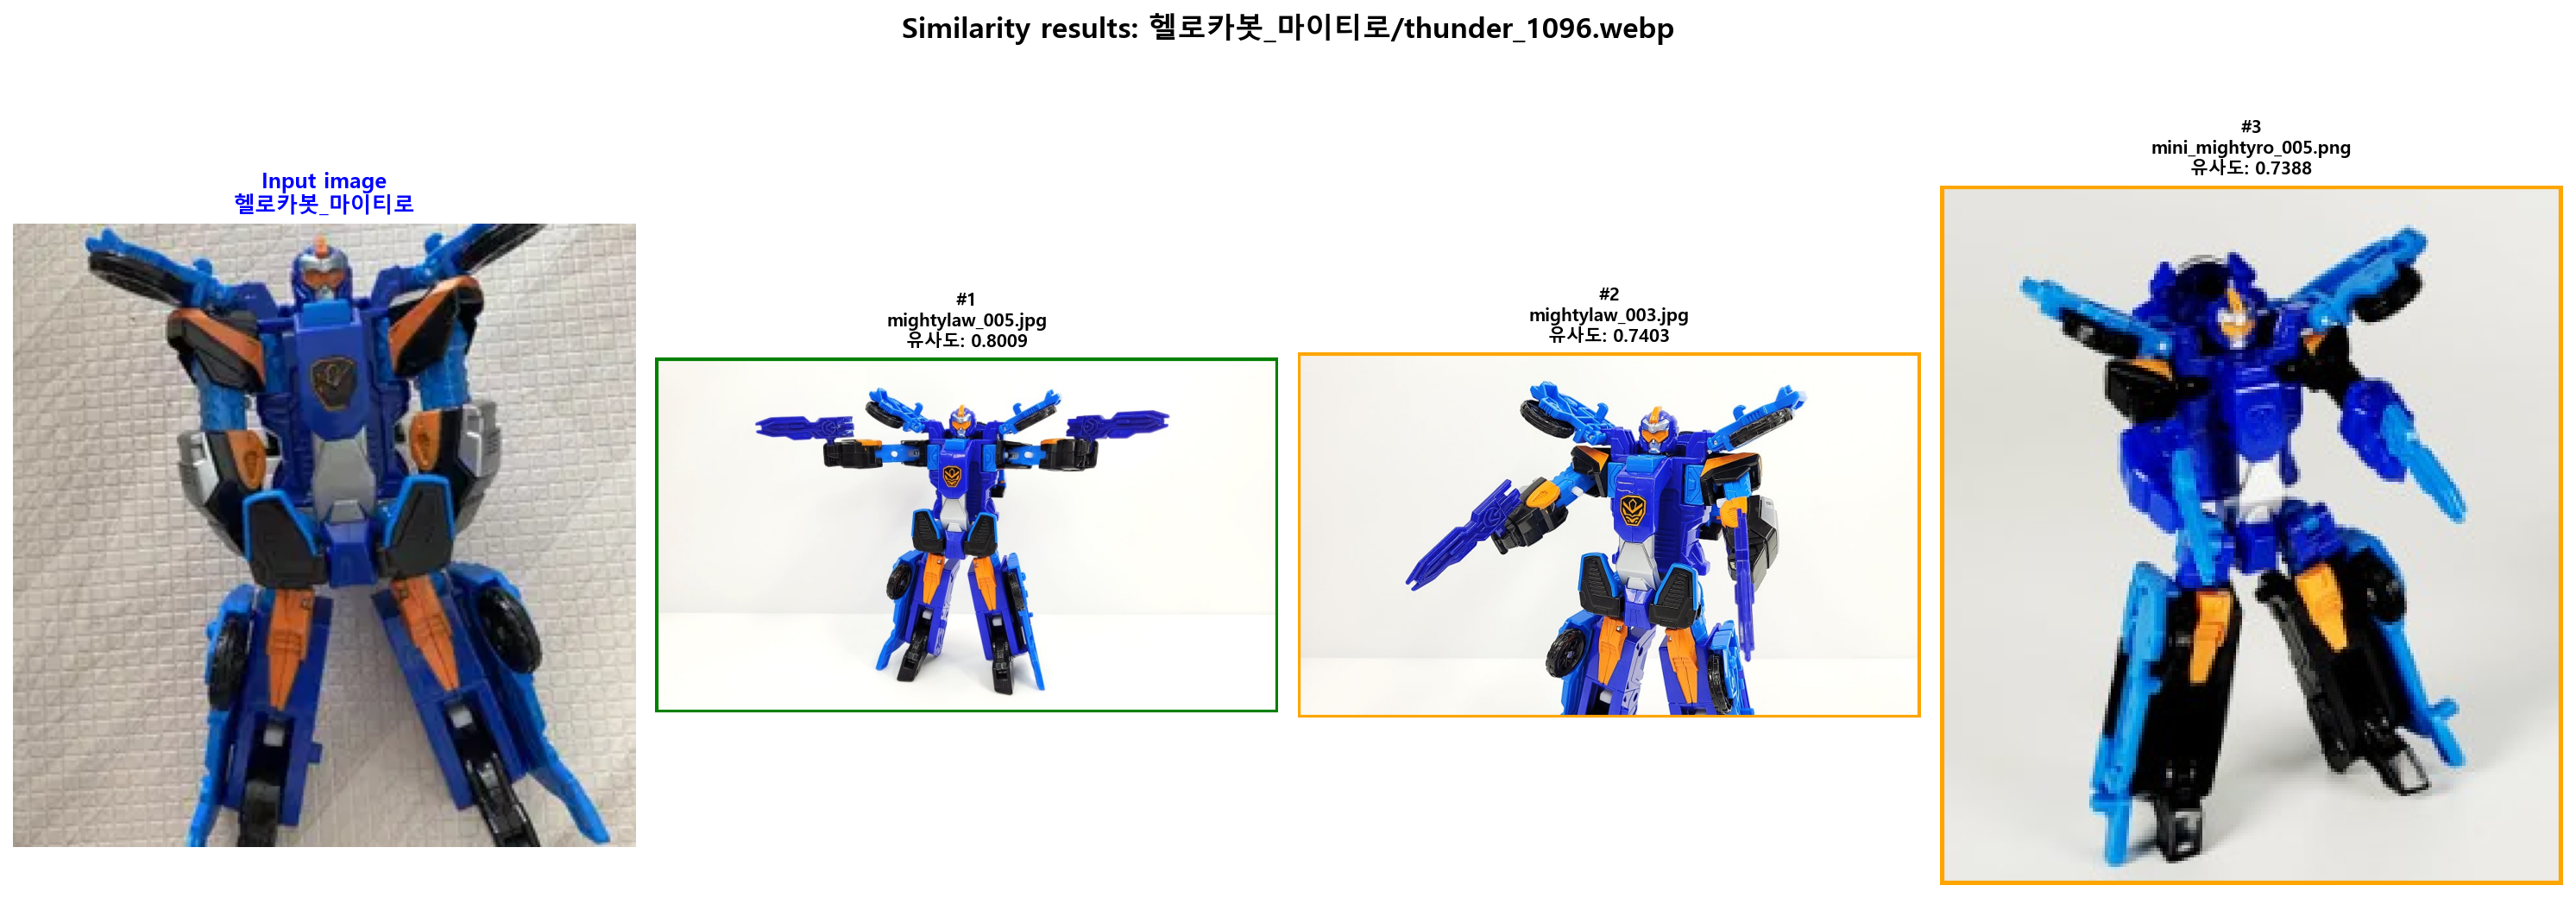 Similarity results: 헬로카봇_마이티로/thunder_1096.webp
Input image
헬로카봇_마이티로
#1
mightylaw_005.jpg
유사도: 0.8009
#2
mightylaw_003.jpg
유사도: 0.7403
#3
mini_mightyro_005.png
유사도: 0.7388